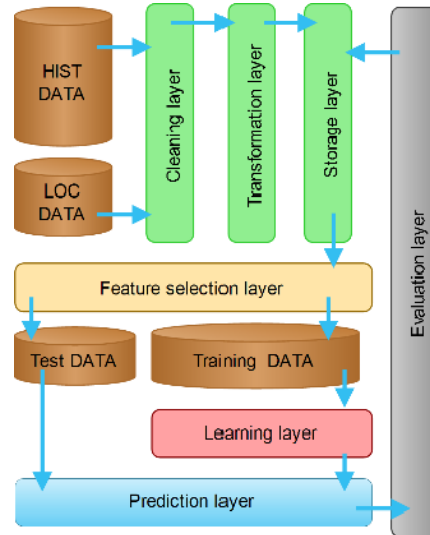 HIST
DATA
LOC
DATA
Cleaning layer
Transformation layer
Storage layer
Evaluation layer
Feature selection layer
Test DATA
Training DATA
Learning layer
Prediction layer